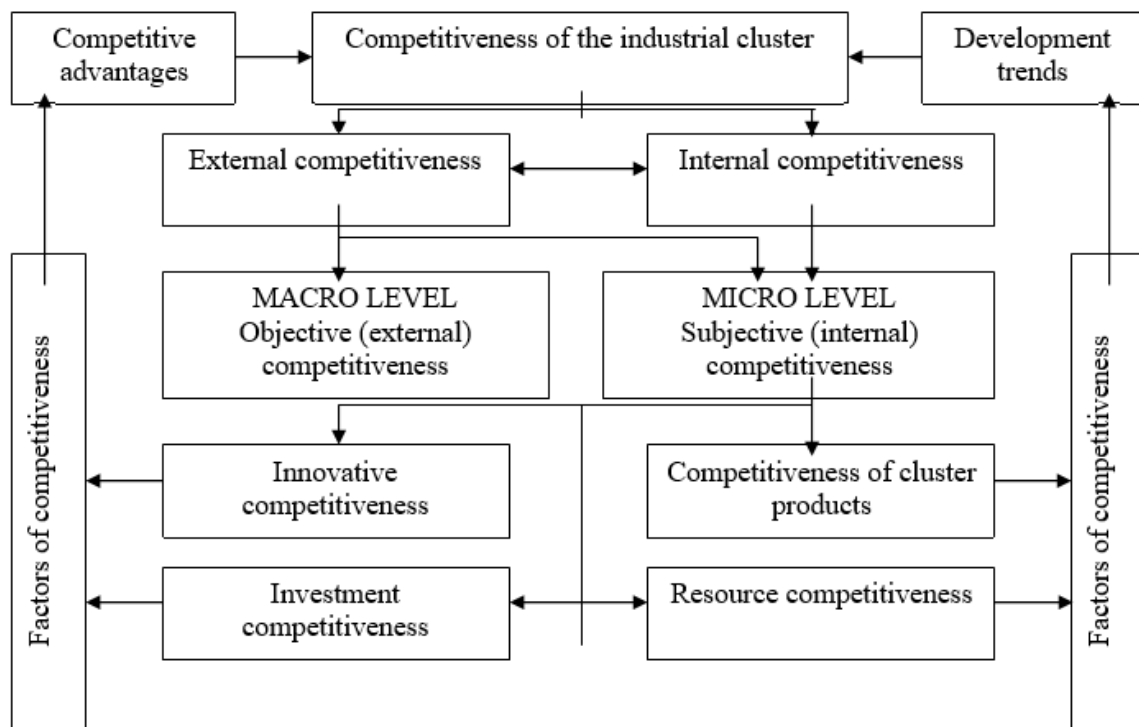 Competitive
advantages
Competitiveness of the industrial cluster
Development
trends
External competitiveness
Internal competitiveness
Factors of competitiveness
MACRO LEVEL
Objective (external)
competitiveness
MICRO LEVEL
Subjective (internal)
competitiveness
Factors of competitiveness
Innovative
competitiveness
Competitiveness of cluster
products
Investment
competitiveness
Resource competitiveness